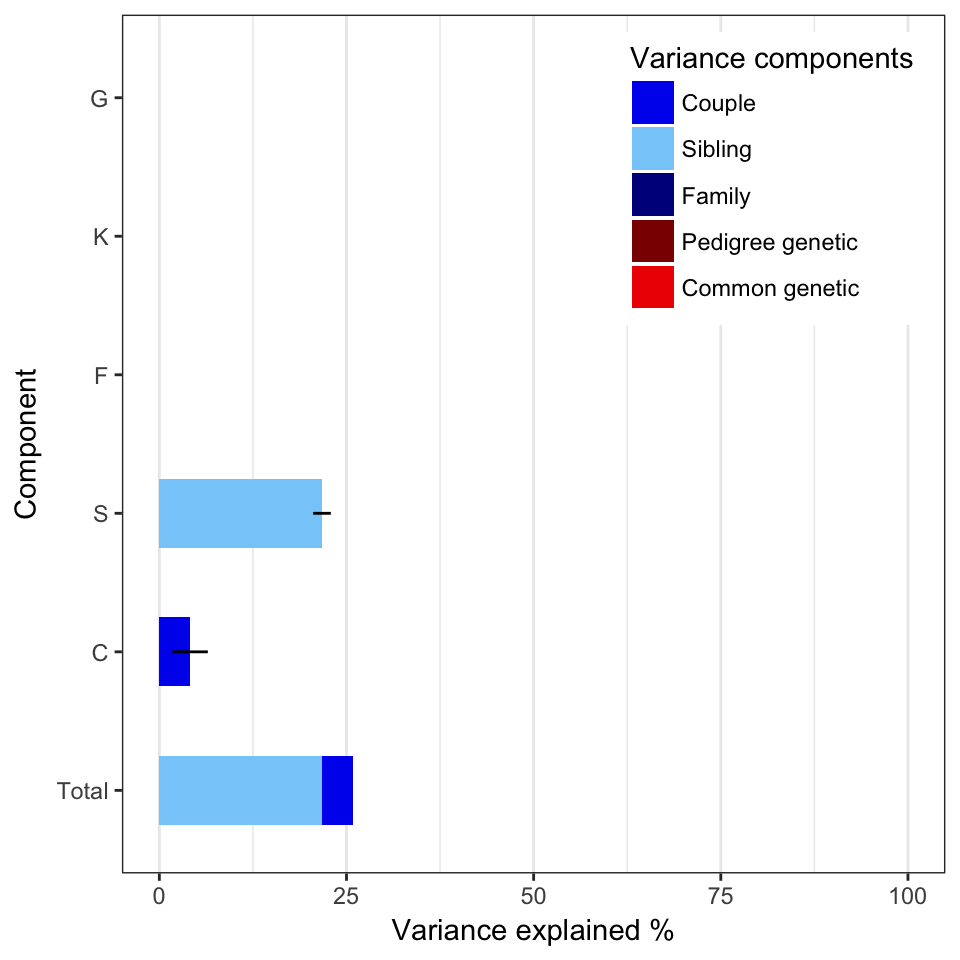 Variance components
Couple
Sibling
Family
Pedigree genetic
Common genetic
G
K
F
S
C
Total
Component
0 25 50 75 100
Variance explained %